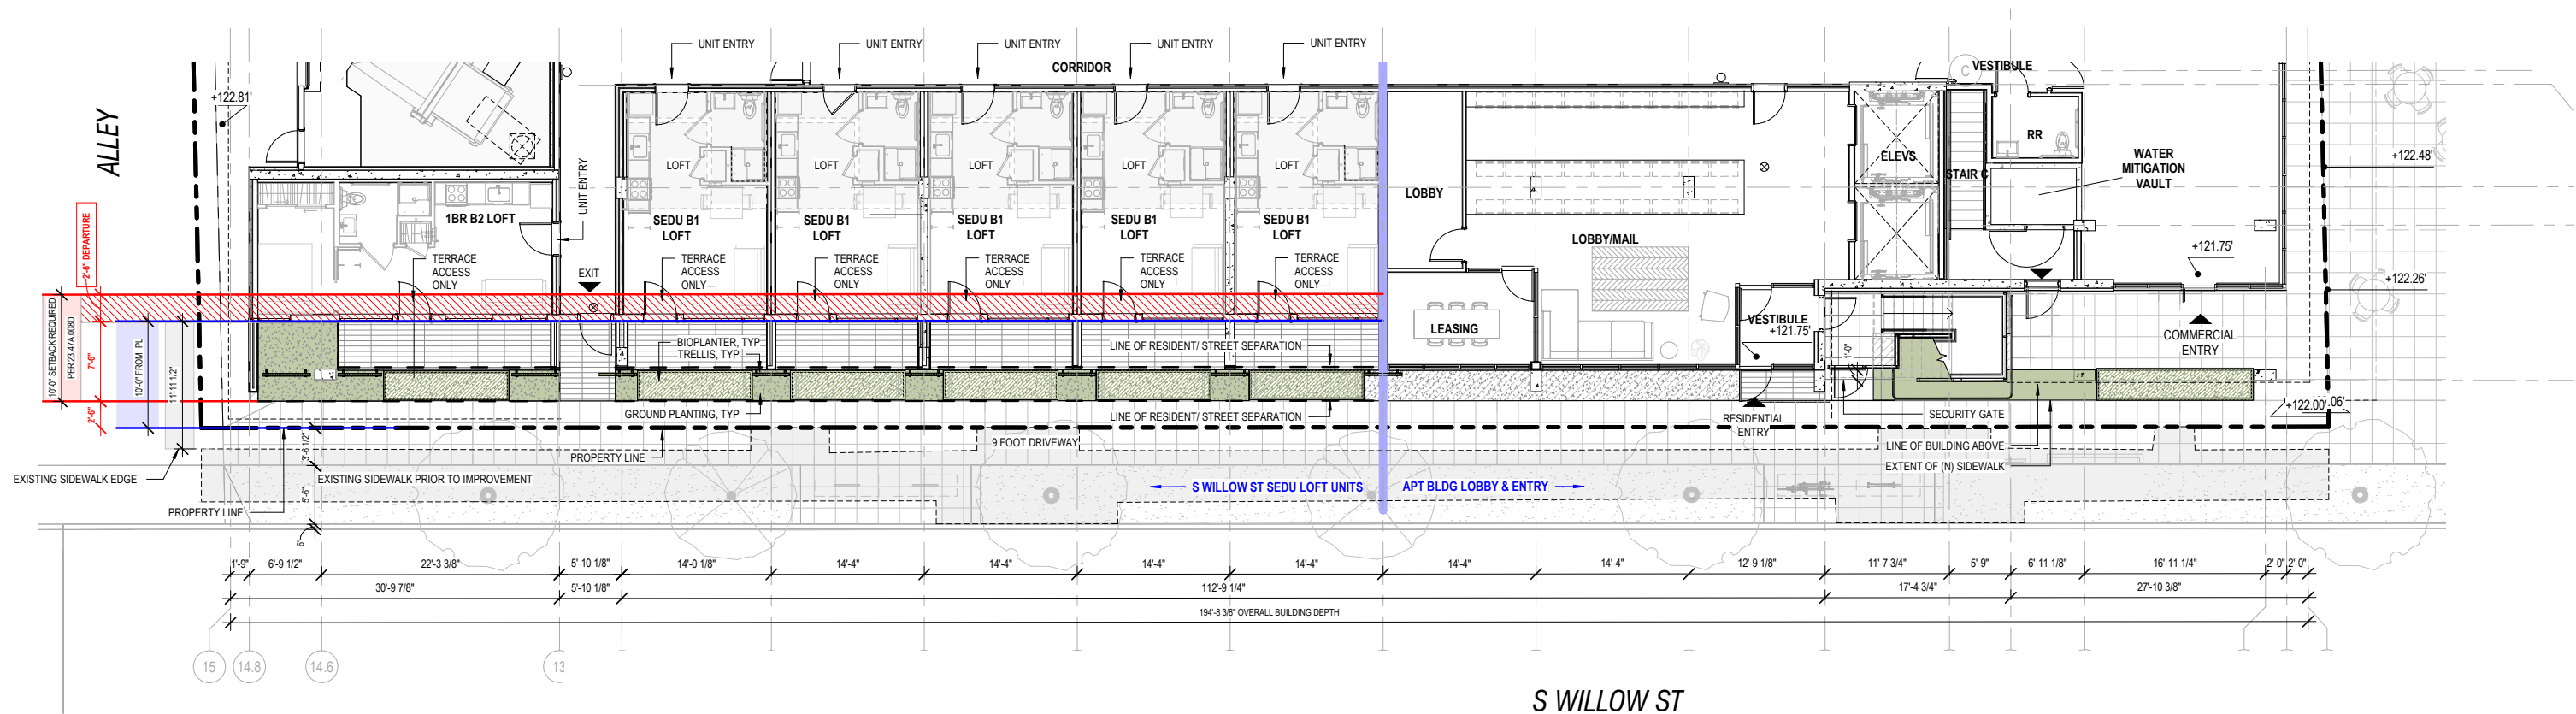 UNIT ENTRY
UNIT ENTRY
UNIT ENTRY
UNIT ENTRY
UNIT ENTRY
CORRIDOR
VESTIBULE
C
ALLEY
+122.81'
LOFT
LOFT
LOFT
LOFT
LOFT
ELEVS
STAIR C
RR
WATER
MITIGATION
VAULT
+122.48'
1BR B2 LOFT
UNIT ENTRY
SEDU B1
LOFT
SEDU B1
LOFT
SEDU B1
LOFT
SEDU B1
LOFT
SEDU B1
LOFT
LOBBY
LOBBY/MAIL
+121.75'
+122.26'
TERRACE
ACCESS
ONLY
EXIT
TERRACE
ACCESS
ONLY
TERRACE
ACCESS
ONLY
TERRACE
ACCESS
ONLY
TERRACE
ACCESS
ONLY
TERRACE
ACCESS
ONLY
-2'-6" DEPARTURE
10'-0" SETBACK REQUIRED
PER 23.47A.008D
7'-6"
2'-6"
10'-0" FROM PL
11'-11 1/2"
LEASING
VESTIBULE
+121.75'
COMMERCIAL
ENTRY
BIOPLANTER, TYP
TRELLIS, TYP
LINE OF RESIDENT/ STREET SEPARATION
1'-0"
GROUND PLANTING, TYP
LINE OF RESIDENT/ STREET SEPARATION
RESIDENTIAL
ENTRY
SECURITY GATE
+122.00'
.06'
LINE OF BUILDING ABOVE
EXTENT OF (N) SIDEWALK
9 FOOT DRIVEWAY
PROPERTY LINE
3'-6 1/2"
EXISTING SIDEWALK EDGE
EXISTING SIDEWALK PRIOR TO IMPROVEMENT
5'-6"
PROPERTY LINE
6"
S WILLOW ST SEDU LOFT UNITS
APT BLDG LOBBY & ENTRY
1'-9"
6'-9 1/2"
22'-3 3/8"
5'-10 1/8"
14'-0 1/8"
14'-4"
14'-4"
14'-4"
14'-4"
14'-4"
14'-4"
12'-9 1/8"
11'-7 3/4"
5'-9"
6'-11 1/8"
16'-11 1/4"
2'-0"
2'-0"
30'-9 7/8"
5'-10 1/8"
112'-9 1/4"
17'-4 3/4"
27'-10 3/8"
194'-8 3/8" OVERALL BUILDING DEPTH
15
14.8
14.6
13
S WILLOW ST